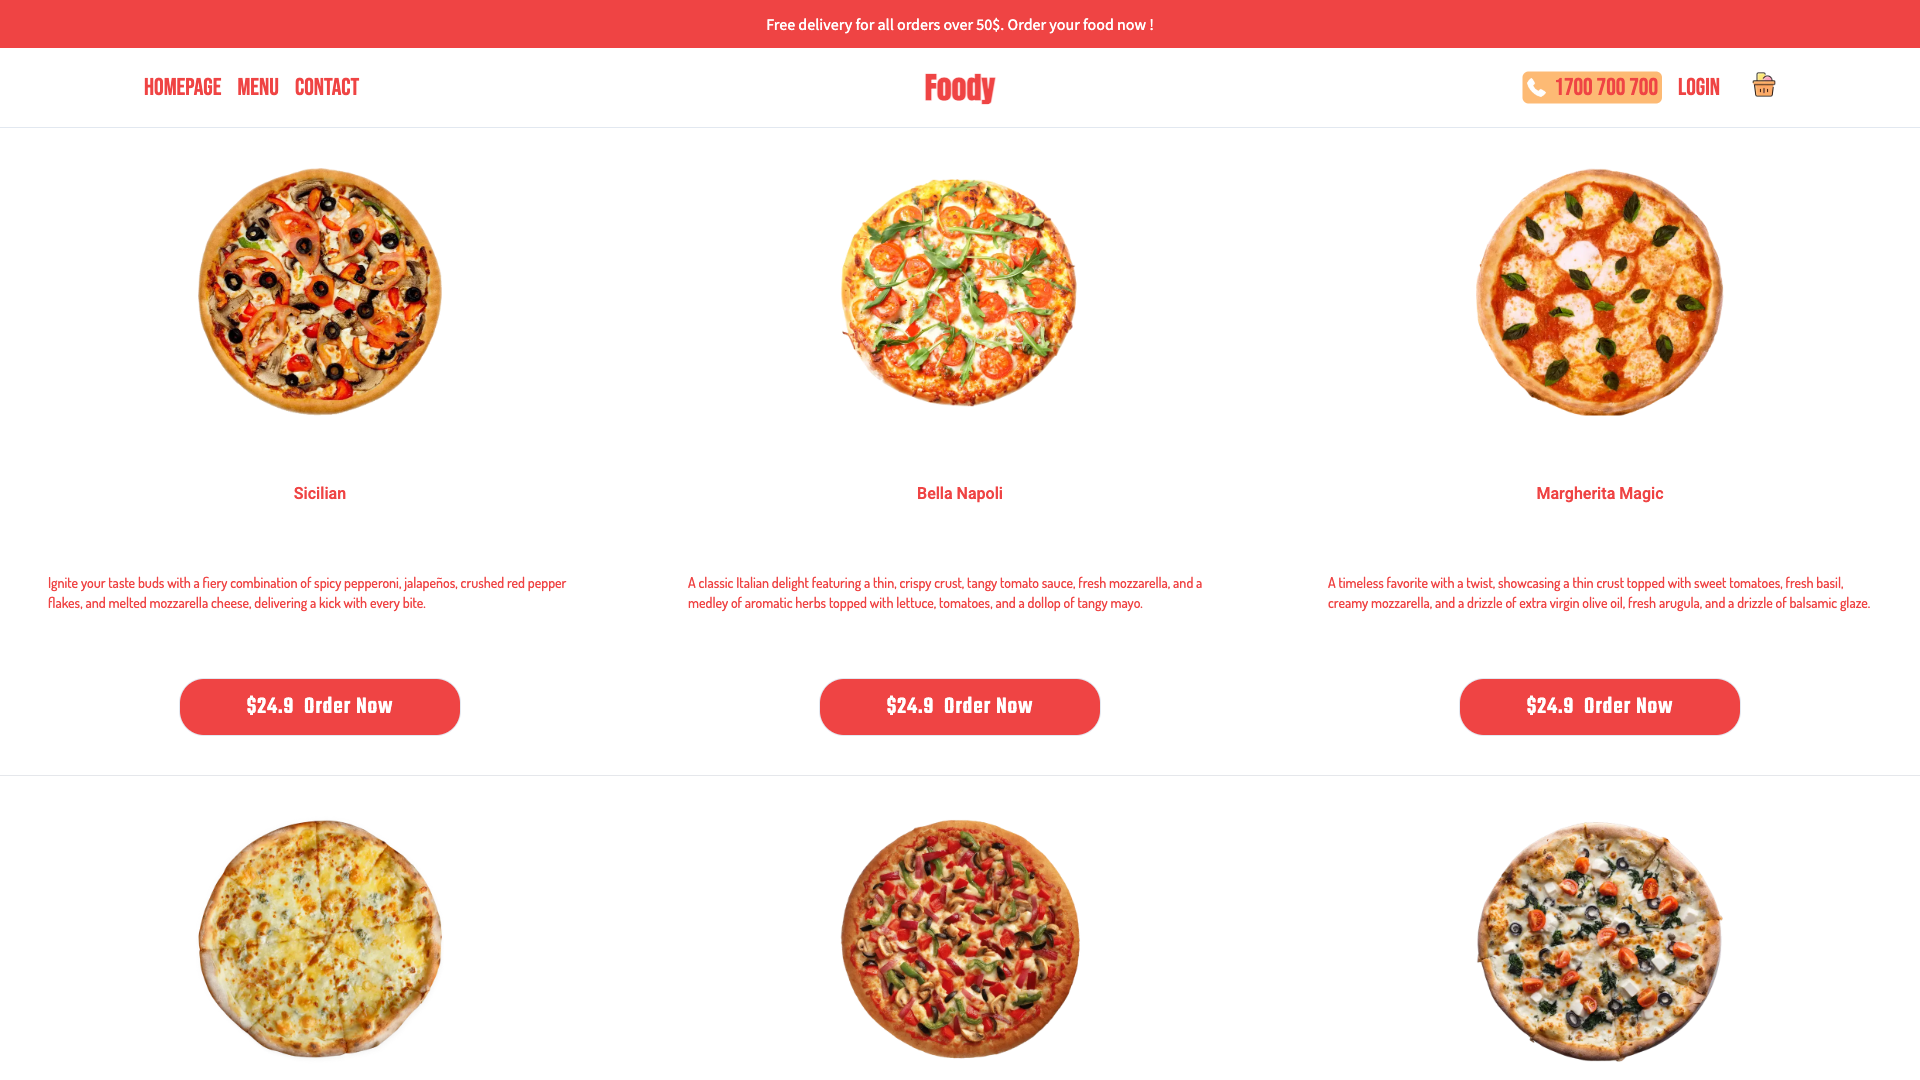 Free delivery for all orders over 50$. Order your food now !
HOMEPAGE MENU CONTACT
Foody
1700 700 700 LOGIN
Sicilian
Ignite your taste buds with a fiery combination of spicy pepperoni, jalapeños, crushed red pepper
flakes, and melted mozzarella cheese, delivering a kick with every bite.
$24.9 Order Now
Bella Napoli
A classic Italian delight featuring a thin, crispy crust, tangy tomato sauce, fresh mozzarella, and a
medley of aromatic herbs topped with lettuce, tomatoes, and a dollop of tangy mayo.
$24.9 Order Now
Margherita Magic
A timeless favorite with a twist, showcasing a thin crust topped with sweet tomatoes, fresh basil,
creamy mozzarella, and a drizzle of extra virgin olive oil, fresh arugula, and a drizzle of balsamic glaze.
$24.9 Order Now